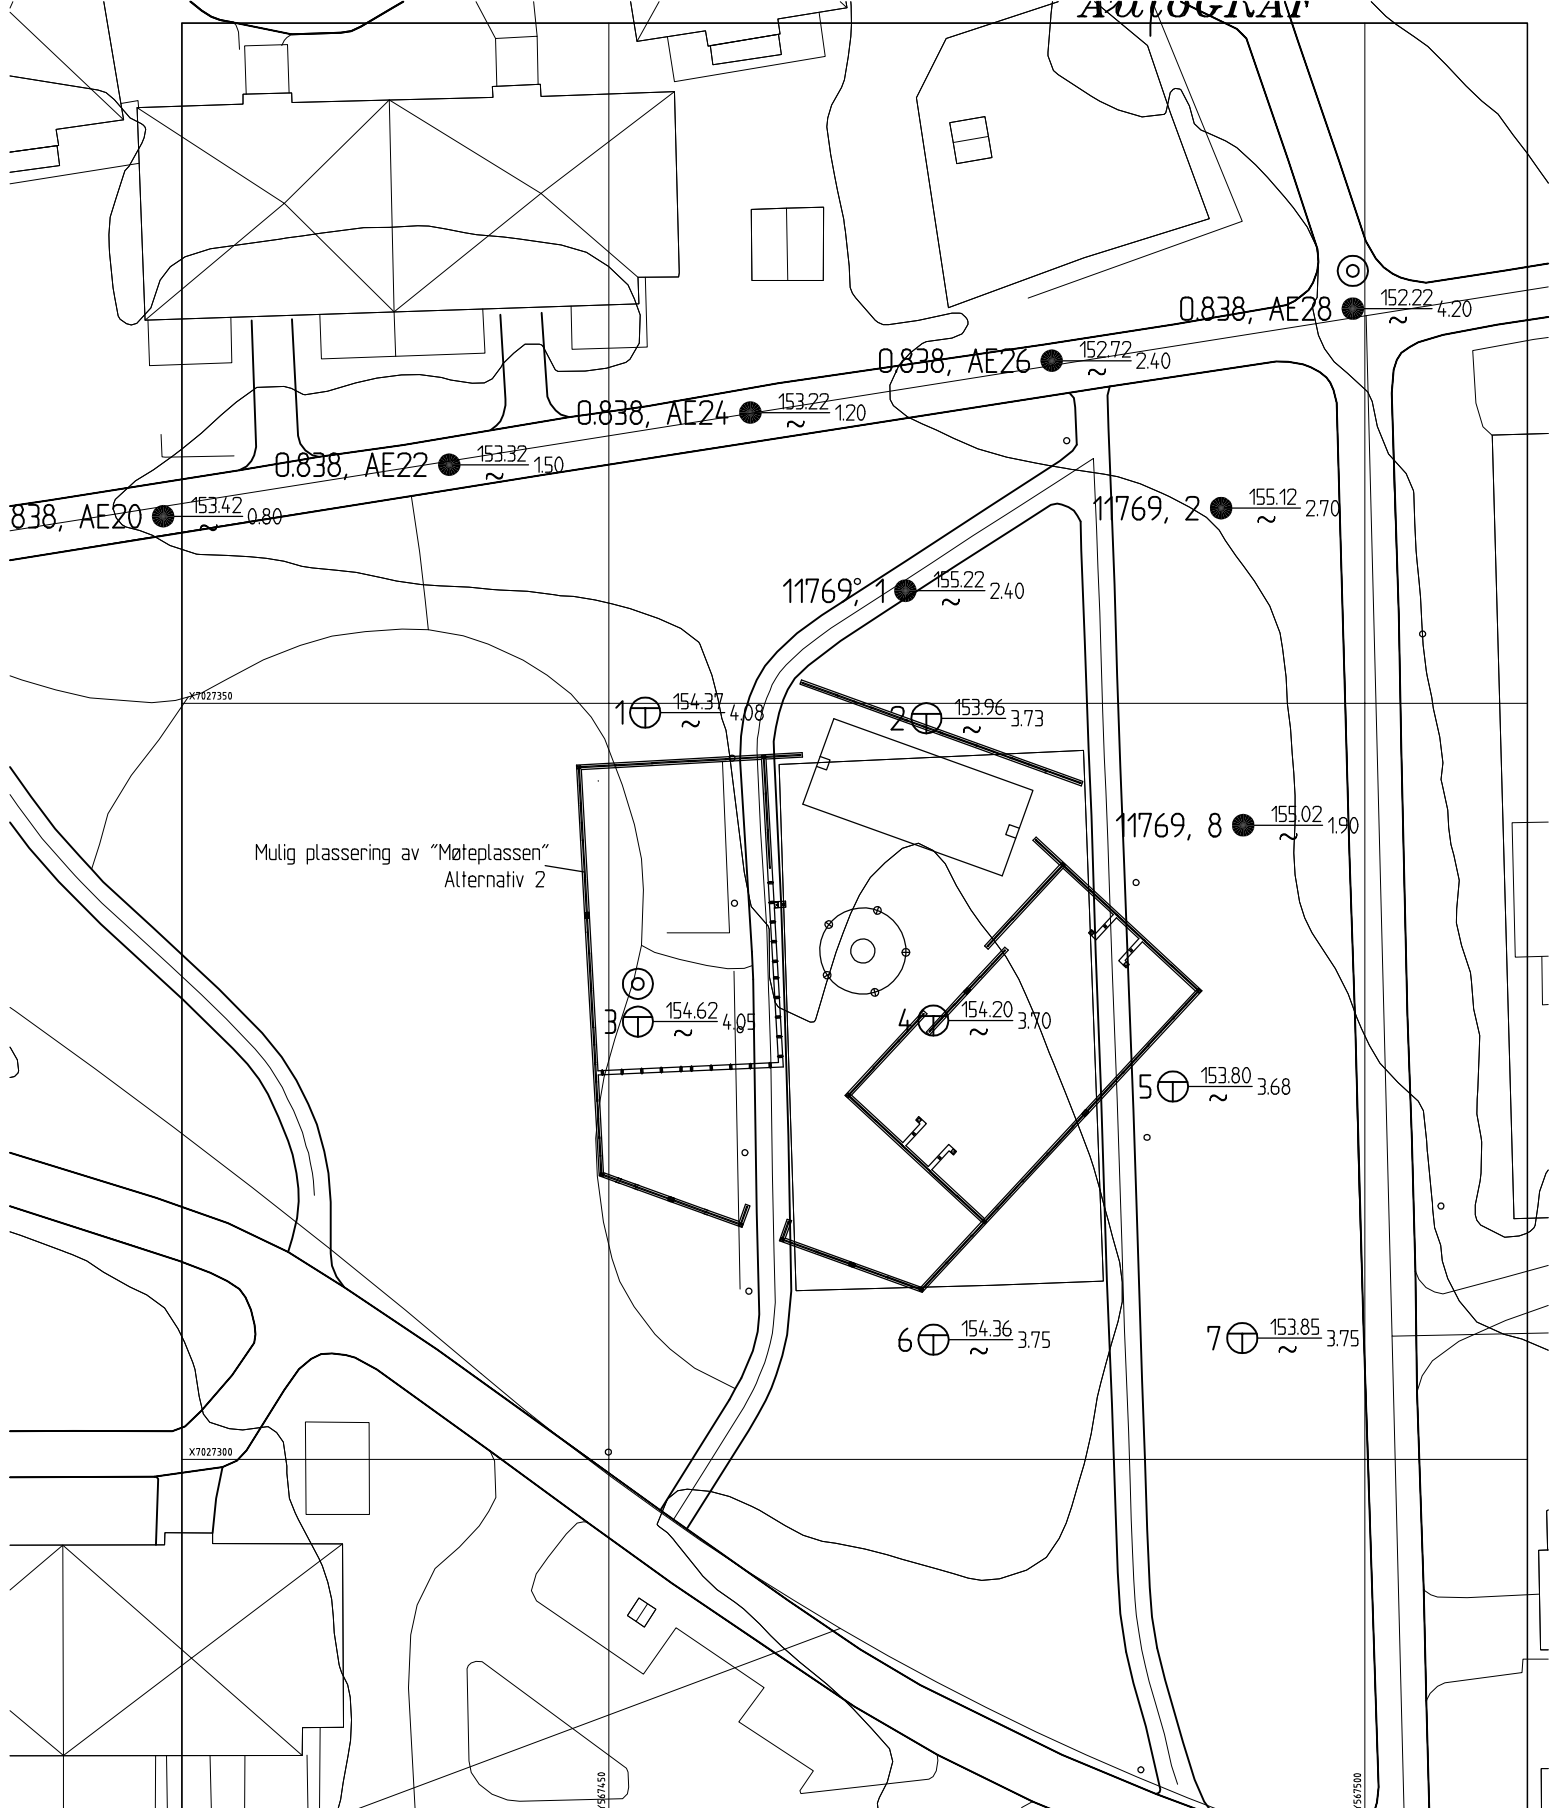 AutoGRAF
0.838, AE28 152.22 ~ 4.20
0.838, AE26 152.72 ~ 2.40
0.838, AE24 153.22 ~ 1.20
0.838, AE22 153.32 ~ 1.50
838, AE20 153.42 ~ 0.80
11769, 2 155.12 ~ 2.70
11769, 1 155.22 ~ 2.40
X7027350
1 154.37 ~ 4.08
2 153.96 ~ 3.73
11769, 8 155.02 ~ 1.90
Mulig plassering av "Møteplassen"
Alternativ 2
3 154.62 ~ 4.05
4 154.20 ~ 3.70
5 153.80 ~ 3.68
6 154.36 ~ 3.75
7 153.85 ~ 3.75
X7027300
567450
567500